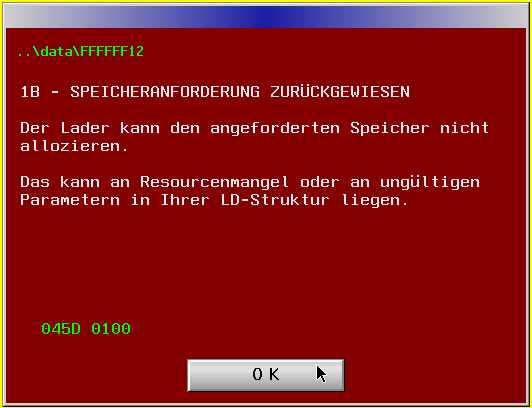 ..\data\FFFFFF12
1B - SPEICHERANFORDERUNG ZURÜCKGEWIESEN
Der Lader kann den angeforderten Speicher nicht
allozieren.
Das kann an Resourcenmangel oder an ungültigen
Parametern in Ihrer LD-Struktur liegen.
045D 0100
OK